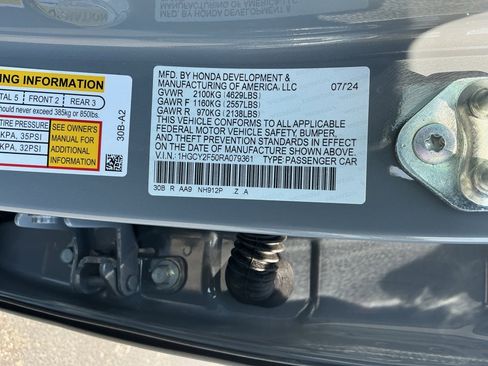 NG INFORMATION
TAL 5 FRONT 2 REAR 3
hould never exceed 385kg or 850lbs.
TIRE PRESSURE
KPA, 35PSI
KPA, 32PSI
SEE OWNER'S
MANUAL FOR
ADDITIONAL
INFORMATION
30B-A2
MFD. BY HONDA DEVELOPMENT &
MANUFACTURING OF AMERICA, LLC 07/24
GVWR 2100KG (4629LBS)
GAWR F 1160KG (2557LBS)
GAWR R 970KG (2138LBS)
THIS VEHICLE CONFORMS TO ALL APPLICABLE
FEDERAL MOTOR VEHICLE SAFETY, BUMPER,
AND THEFT PREVENTION STANDARDS IN EFFECT
ON THE DATE OF MANUFACTURE SHOWN ABOVE.
V.I.N.: 1HGCY2F50RA079361 TYPE:PASSENGER CAR
30B R AA9 NH912P Z A